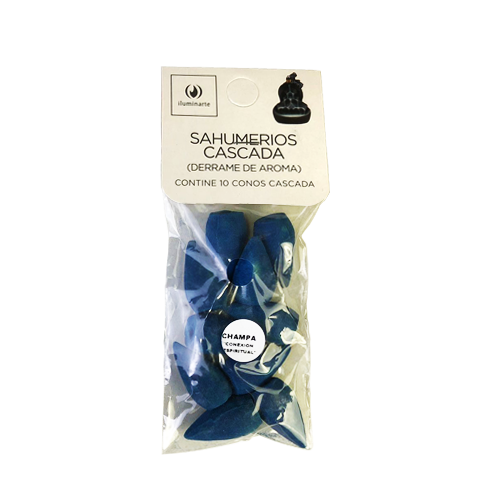 iluminarte
SAHUMERIOS
CASCADA
(DERRAME DE AROMA)
CONTINE 10 CONOS CASCADA
CHAMPA
"CONEXION
ESPIRITUAL"